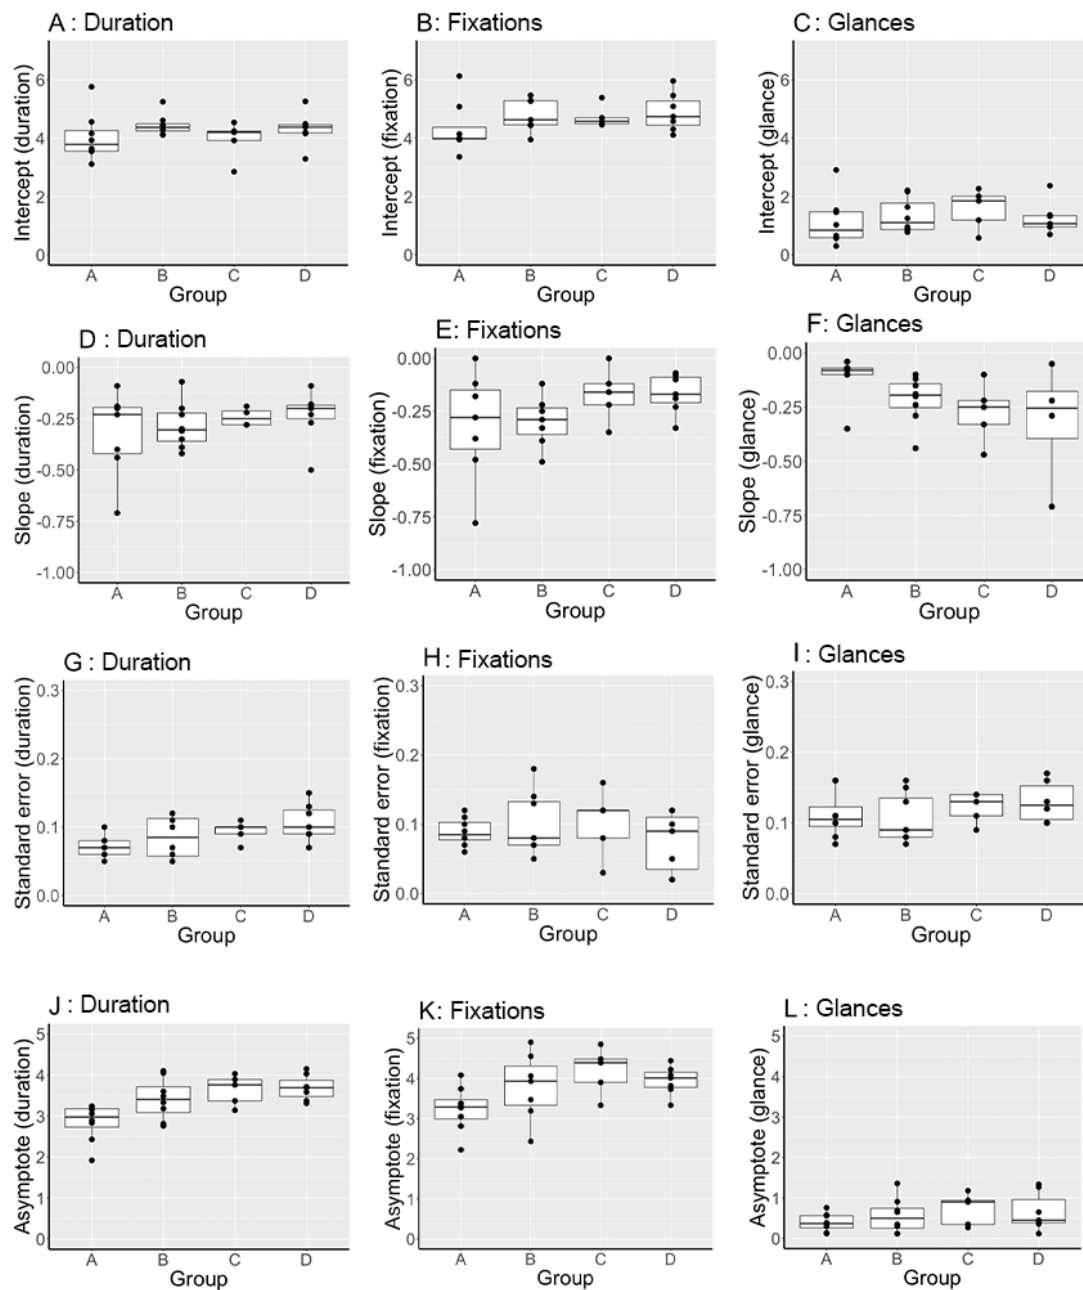 A : Duration
Intercept (duration)
6
4
2
0
A B C D
Group
B: Fixations
Intercept (fixation)
6
4
2
0
A B C D
Group
C : Glances
Intercept (glance)
6
4
2
0
A B C D
Group
D : Duration
Slope (duration)
0.00
-0.25
-0.50
-0.75
-1.00
A B C D
Group
E: Fixations
Slope (fixation)
0.00
-0.25
-0.50
-0.75
-1.00
A B C D
Group
F: Glances
Slope (glance)
0.00
-0.25
-0.50
-0.75
-1.00
A B C D
Group
G : Duration
Standard error (duration)
0.3
0.2
0.1
0.0
A B C D
Group
H : Fixations
Standard error (fixation)
0.3
0.2
0.1
0.0
A B C D
Group
I : Glances
Standard error (glance)
0.3
0.2
0.1
0.0
A B C D
Group
J : Duration
Asymptote (duration)
5
4
3
2
1
0
A B C D
Group
K: Fixations
Asymptote (fixation)
5
4
3
2
1
0
A B C D
Group
L : Glances
Asymptote (glance)
5
4
3
2
1
0
A B C D
Group